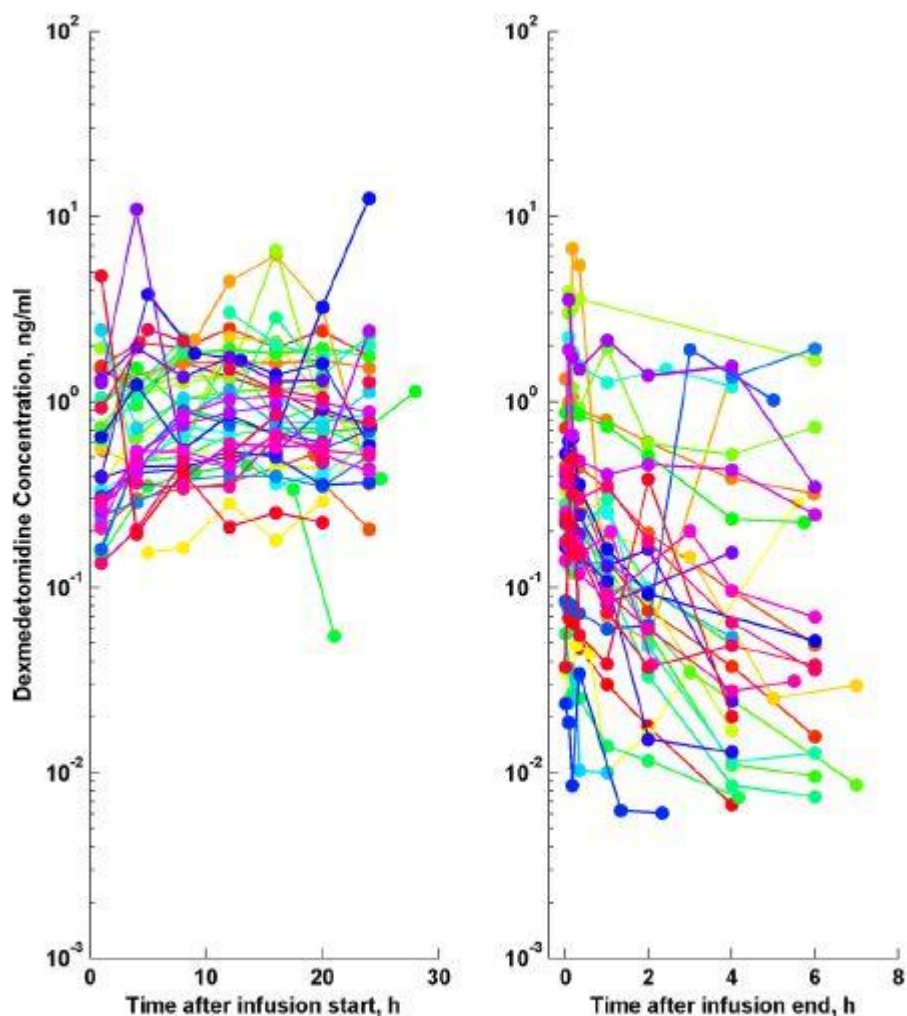 Dexmedetomidine Concentration, ng/ml
10²
10¹
10⁰
10⁻¹
10⁻²
10⁻³
0 10 20 30
Time after infusion start, h
10²
10¹
10⁰
10⁻¹
10⁻²
10⁻³
0 2 4 6 8
Time after infusion end, h